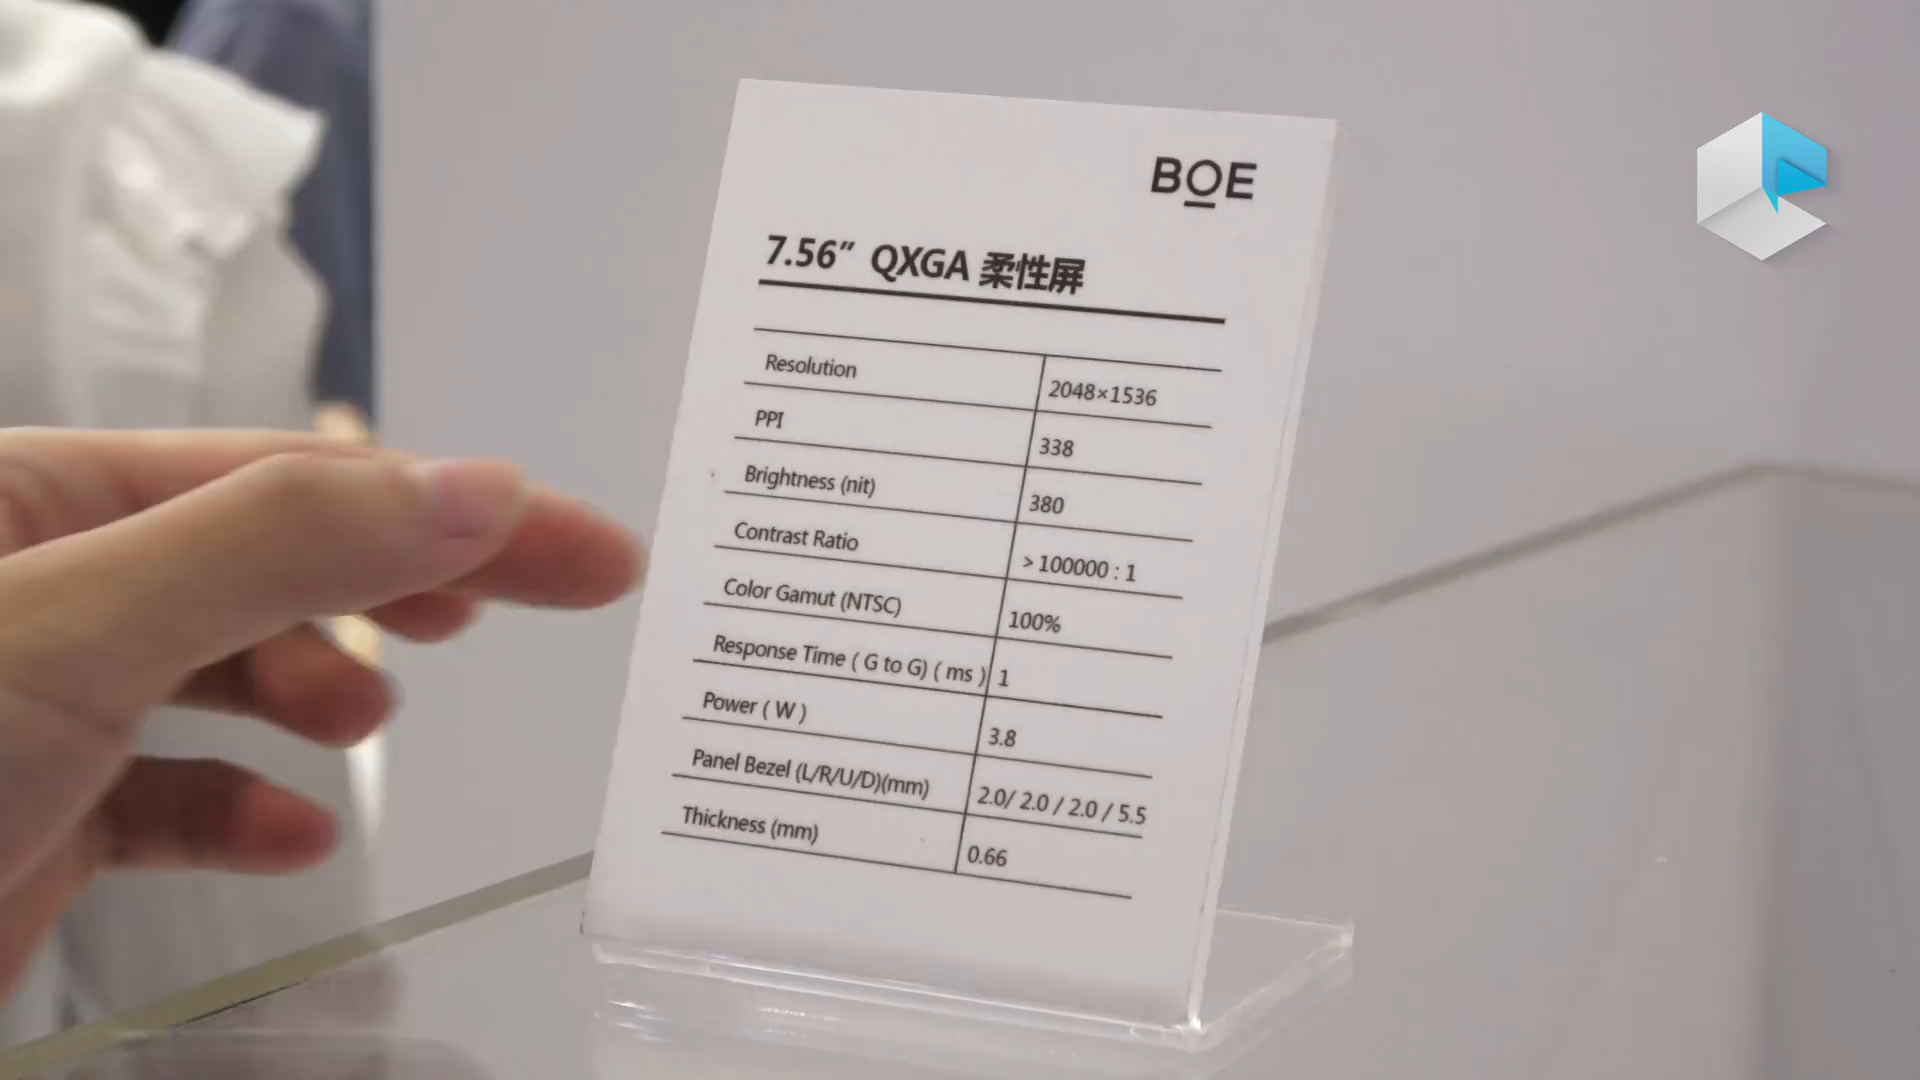 BOE
7.56” QXGA 柔性屏
Resolution 2048×1536
PPI 338
Brightness (nit) 380
Contrast Ratio > 100000 : 1
Color Gamut (NTSC) 100%
Response Time ( G to G) ( ms ) 1
Power ( W ) 3.8
Panel Bezel (L/R/U/D)(mm) 2.0/ 2.0 / 2.0 / 5.5
Thickness (mm) 0.66